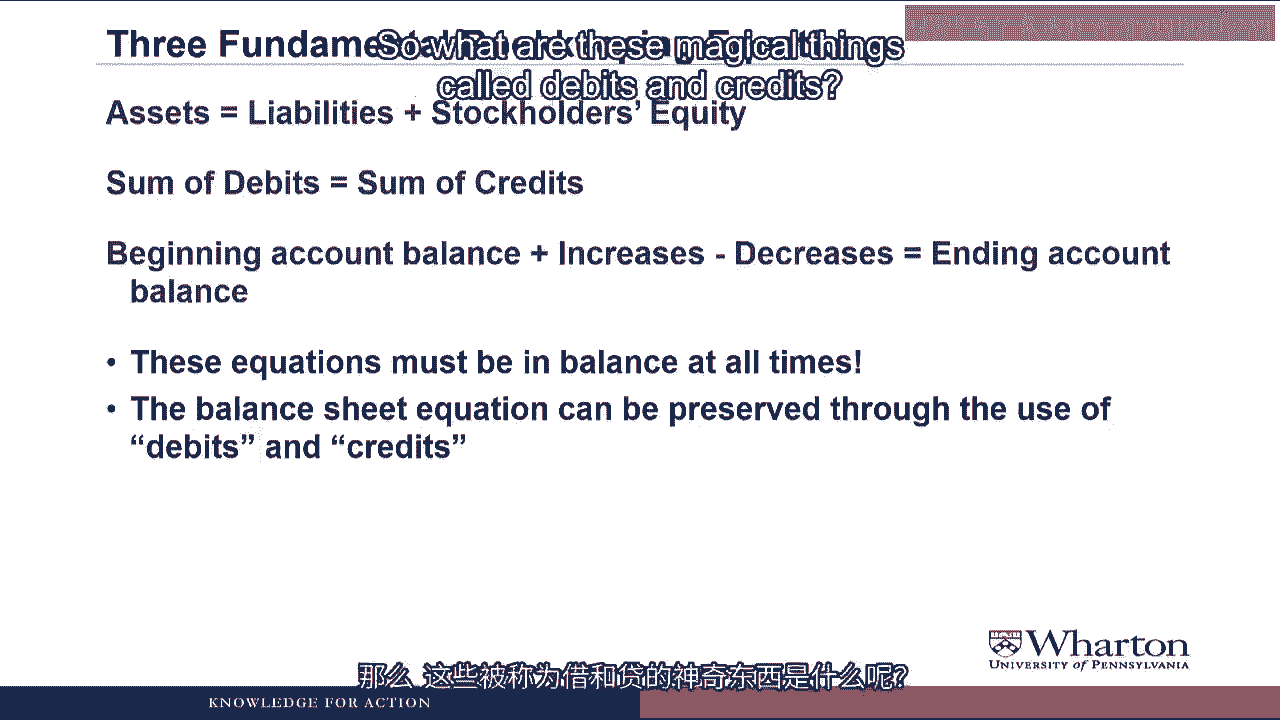 Three Fundame
So what are these magical things
called debits and credits?
Assets = Liabilities + Stockholders’ Equity
Sum of Debits = Sum of Credits
Beginning account balance + Increases - Decreases = Ending account
balance
• These equations must be in balance at all times!
• The balance sheet equation can be preserved through the use of
“debits” and “credits”
Wharton
UNIVERSITY of PENNSYLVANIA
那么 这些被称为借和贷的神奇东西是什么呢?
KNOWLEDGE FOR ACTION